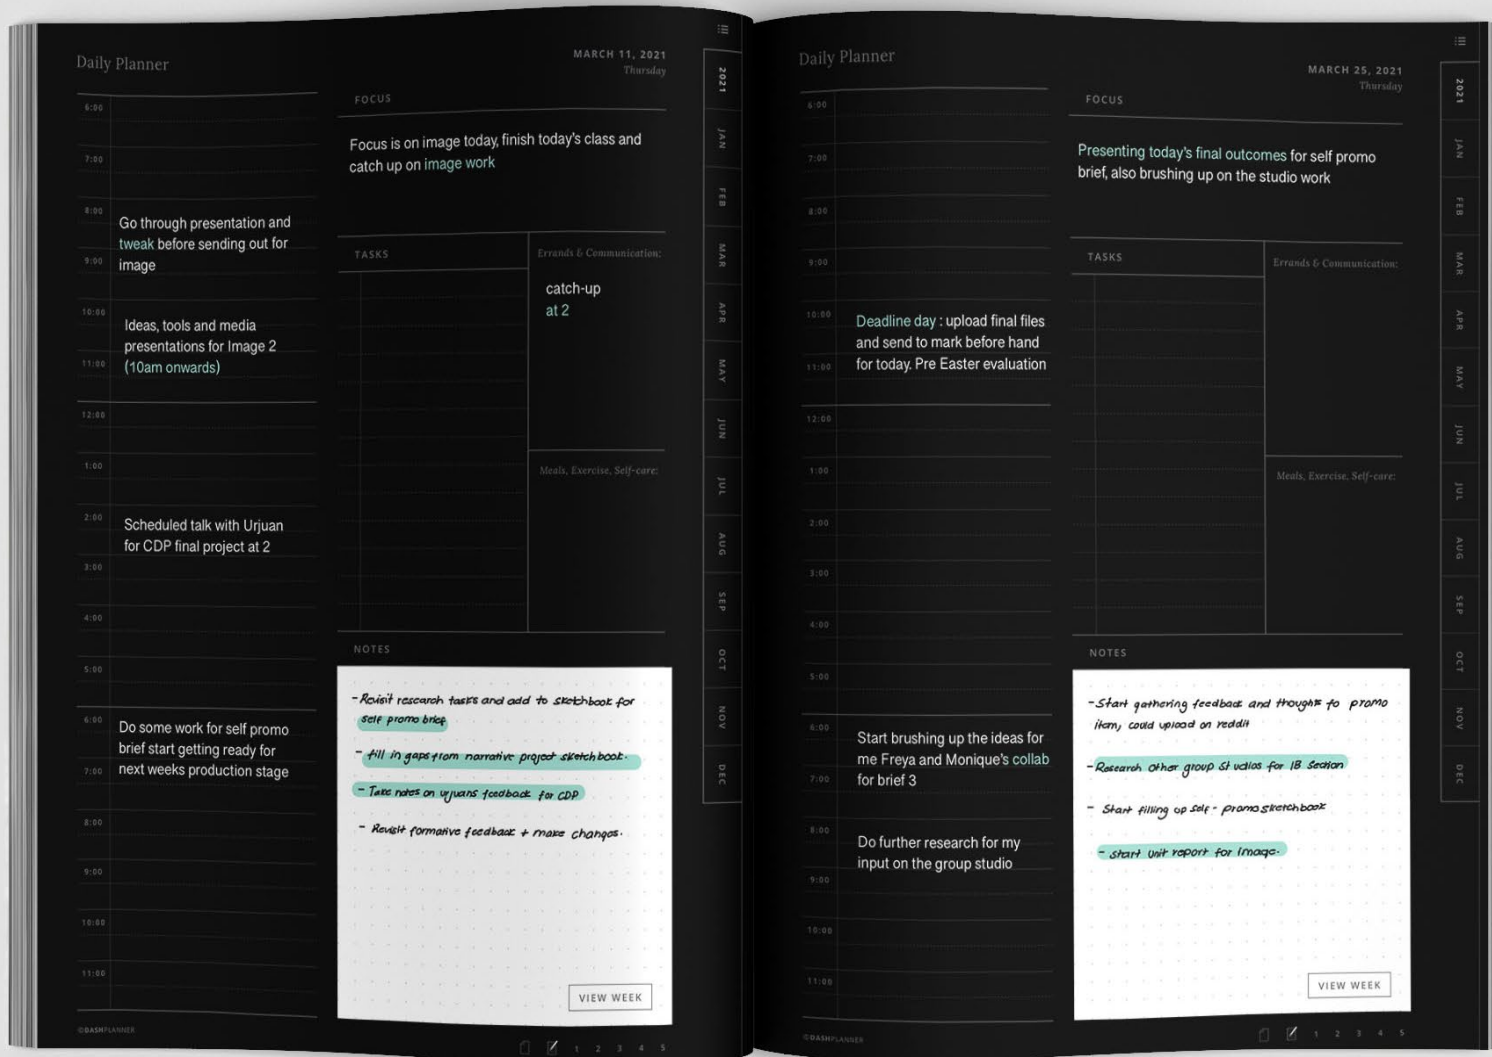 Daily Planner
MARCH 11, 2021
Thursday
6:00
7:00
8:00
Go through presentation and
tweak before sending out for
9:00
image
10:00
Ideas, tools and media
presentations for Image 2
11:00
(10am onwards)
12:00
1:00
2:00
Scheduled talk with Urjuan
for CDP final project at 2
3:00
4:00
5:00
6:00
Do some work for self promo
brief start getting ready for
7:00
next weeks production stage
8:00
9:00
10:00
11:00
©DASHPLANNER
FOCUS
Focus is on image today, finish today's class and
catch up on image work
TASKS
Errands & Communication:
catch-up
at 2
Meals, Exercise, Self-care:
NOTES
- Revisit research tasks and add to sketchbook for
self promo brief
- fill in gaps from narrative project sketchbook.
- Take notes on urjuans feedback for CDP
- Revisit formative feedback + make changes.
VIEW WEEK
1 2 3 4 5
2021
JAN
FEB
MAR
APR
MAY
JUN
JUL
AUG
SEP
OCT
NOV
DEC
Daily Planner
MARCH 25, 2021
Thursday
6:00
7:00
8:00
9:00
10:00
Deadline day : upload final files
and send to mark before hand
11:00
for today. Pre Easter evaluation
12:00
1:00
2:00
3:00
4:00
5:00
6:00
Start brushing up the ideas for
me Freya and Monique's collab
7:00
for brief 3
8:00
Do further research for my
input on the group studio
9:00
10:00
11:00
©DASHPLANNER
FOCUS
Presenting today's final outcomes for self promo
brief, also brushing up on the studio work
TASKS
Errands & Communication:
Meals, Exercise, Self-care:
NOTES
- Start gathering feedback and thoughts to promo
item, could upload on reddit
- Research other group studios for 1B Section
- Start filling up self - promo sketchbook
- start unit report for image.
VIEW WEEK
1 2 3 4 5
2021
JAN
FEB
MAR
APR
MAY
JUN
JUL
AUG
SEP
OCT
NOV
DEC